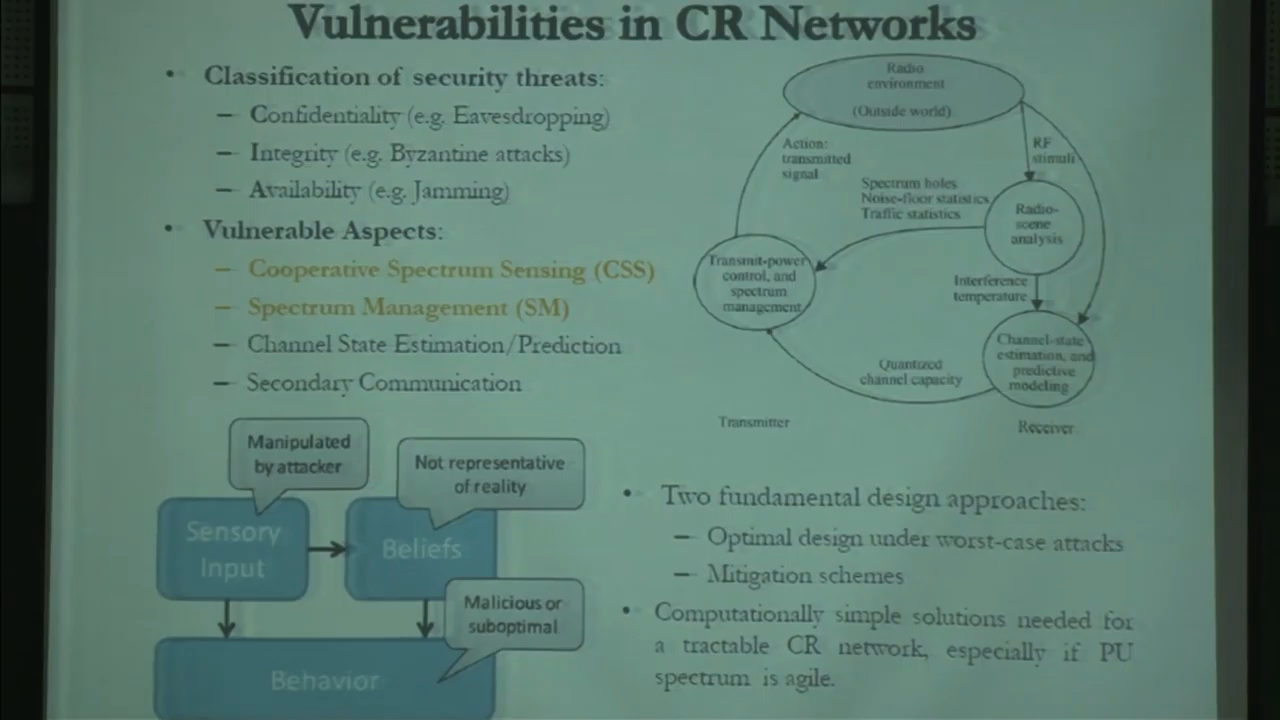 Vulnerabilities in CR Networks
• Classification of security threats:
– Confidentiality (e.g. Eavesdropping)
– Integrity (e.g. Byzantine attacks)
– Availability (e.g. Jamming)
• Vulnerable Aspects:
– Cooperative Spectrum Sensing (CSS)
– Spectrum Management (SM)
– Channel State Estimation/Prediction
– Secondary Communication
Radio
environment
(Outside world)
Action:
transmitted
signal
RF
stimuli
Spectrum holes
Noise-floor statistics
Traffic statistics
Radio-
scene
analysis
Transmit-power
control, and
spectrum
management
Interference
temperature
Channel-state
estimation, and
predictive
modeling
Quantized
channel capacity
Transmitter
Receiver
Manipulated
by attacker
Not representative
of reality
Sensory
Input
Beliefs
Malicious or
suboptimal
Behavior
• Two fundamental design approaches:
– Optimal design under worst-case attacks
– Mitigation schemes
• Computationally simple solutions needed for
a tractable CR network, especially if PU
spectrum is agile.